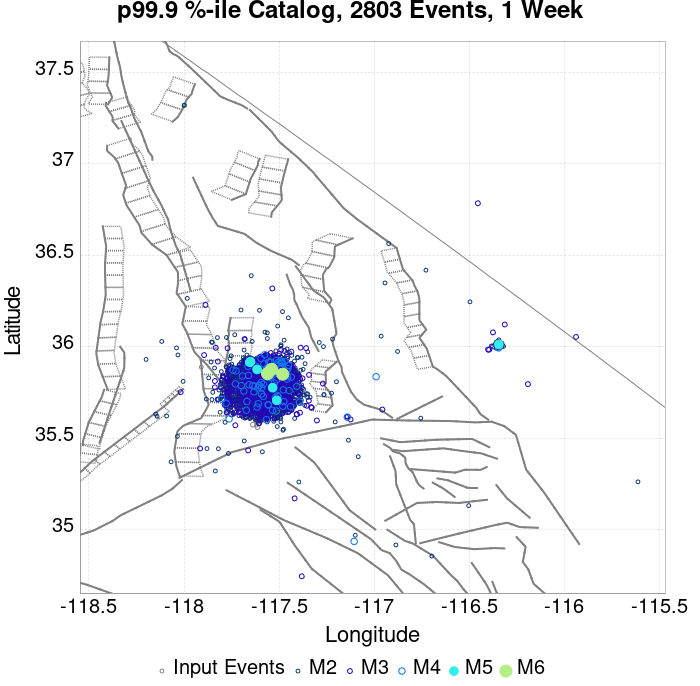 p99.9 %-ile Catalog, 2803 Events, 1 Week
37.5
37
36.5
36
35.5
35
Latitude
-118.5 -118 -117.5 -117 -116.5 -116 -115.5
Longitude
Input Events M2 M3 M4 M5 M6